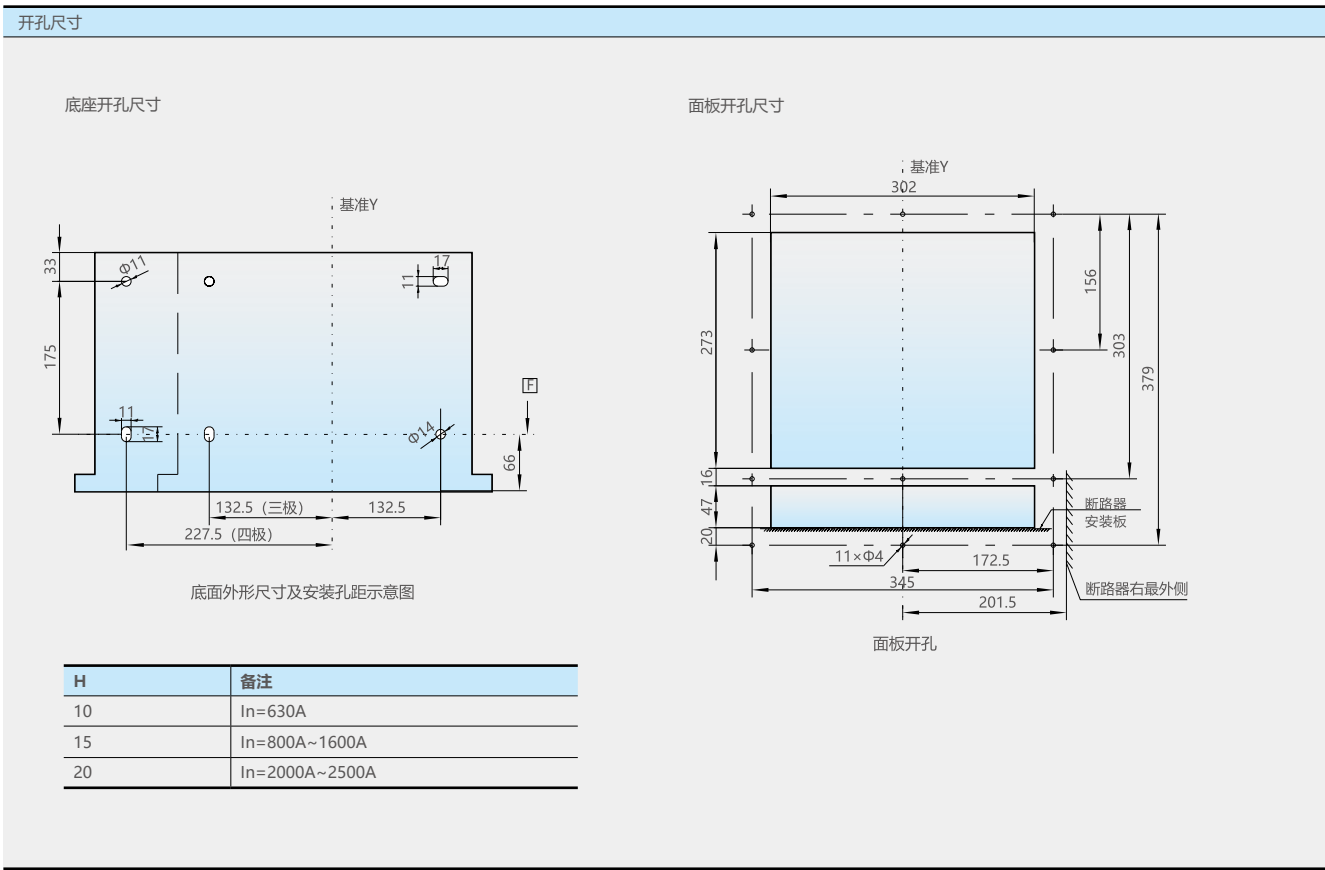 开孔尺寸
底座开孔尺寸
基准Y
33
Φ11
11
17
175
11
17
Φ14
F
66
132.5（三极）
132.5
227.5（四极）
底面外形尺寸及安装孔距示意图
H 备注
10 In=630A
15 In=800A~1600A
20 In=2000A~2500A
面板开孔尺寸
基准Y
302
273
156
303
379
16
47
20
断路器
安装板
11×Φ4
172.5
345
断路器右最外侧
201.5
面板开孔